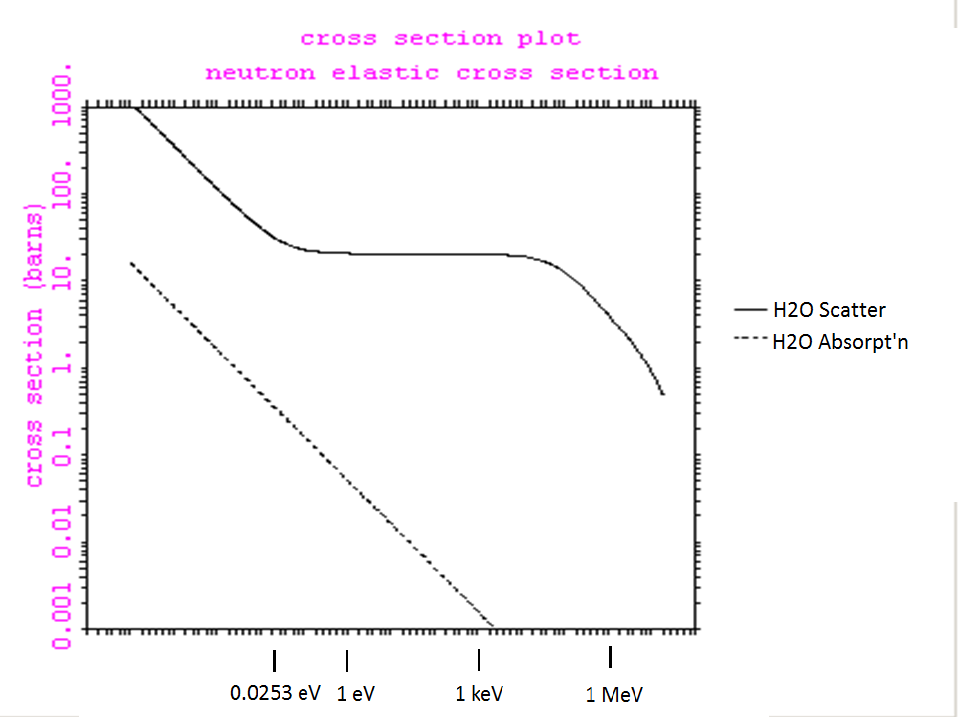 cross section plot
neutron elastic cross section
cross section (barns)
1000.
100.
10.
1.
0.1
0.01
0.001
H2O Scatter
H2O Absorpt'n
0.0253 eV
1 eV
1 keV
1 MeV